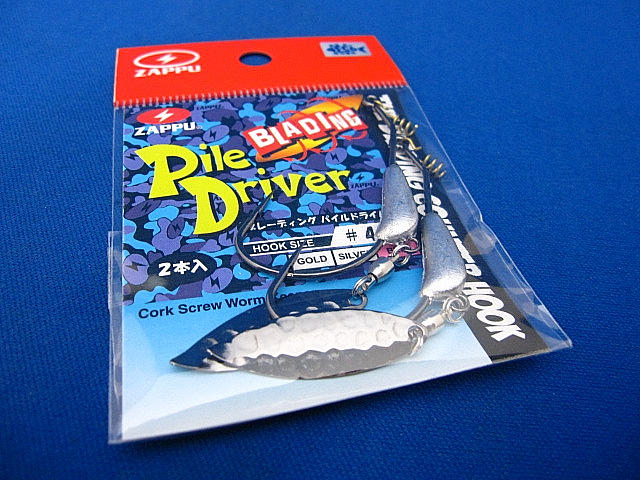 ZAPPU
ZAPPU
BLADING
Pile
Driver
ブレーディング パイルドライ
HOOK SIZE # 4
GOLD SILVE
2本入
Cork Screw Worm
HOOK